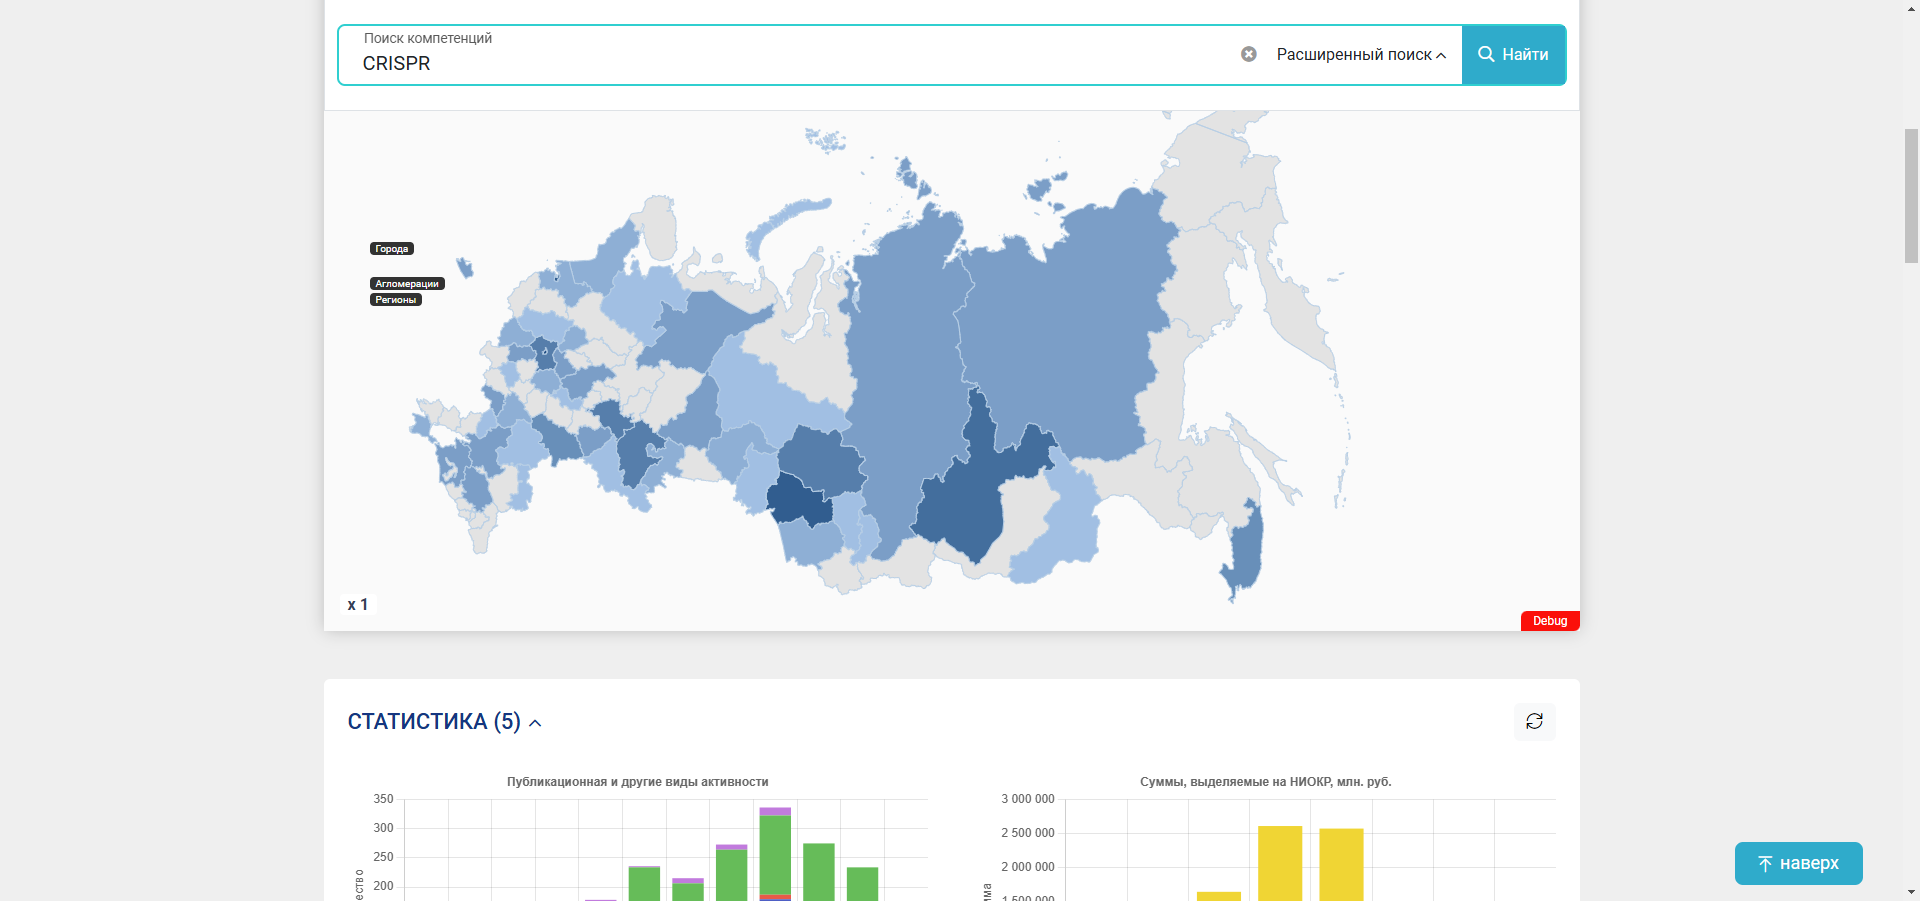 Поиск компетенций
CRISPR
Расширенный поиск
Найти
Города
Агломерации
Регионы
x 1
Debug
СТАТИСТИКА (5)
Публикационная и другие виды активности
350
300
250
200
Суммы, выделяемые на НИОКР, млн. руб.
3 000 000
2 500 000
2 000 000
1 500 000
наверх